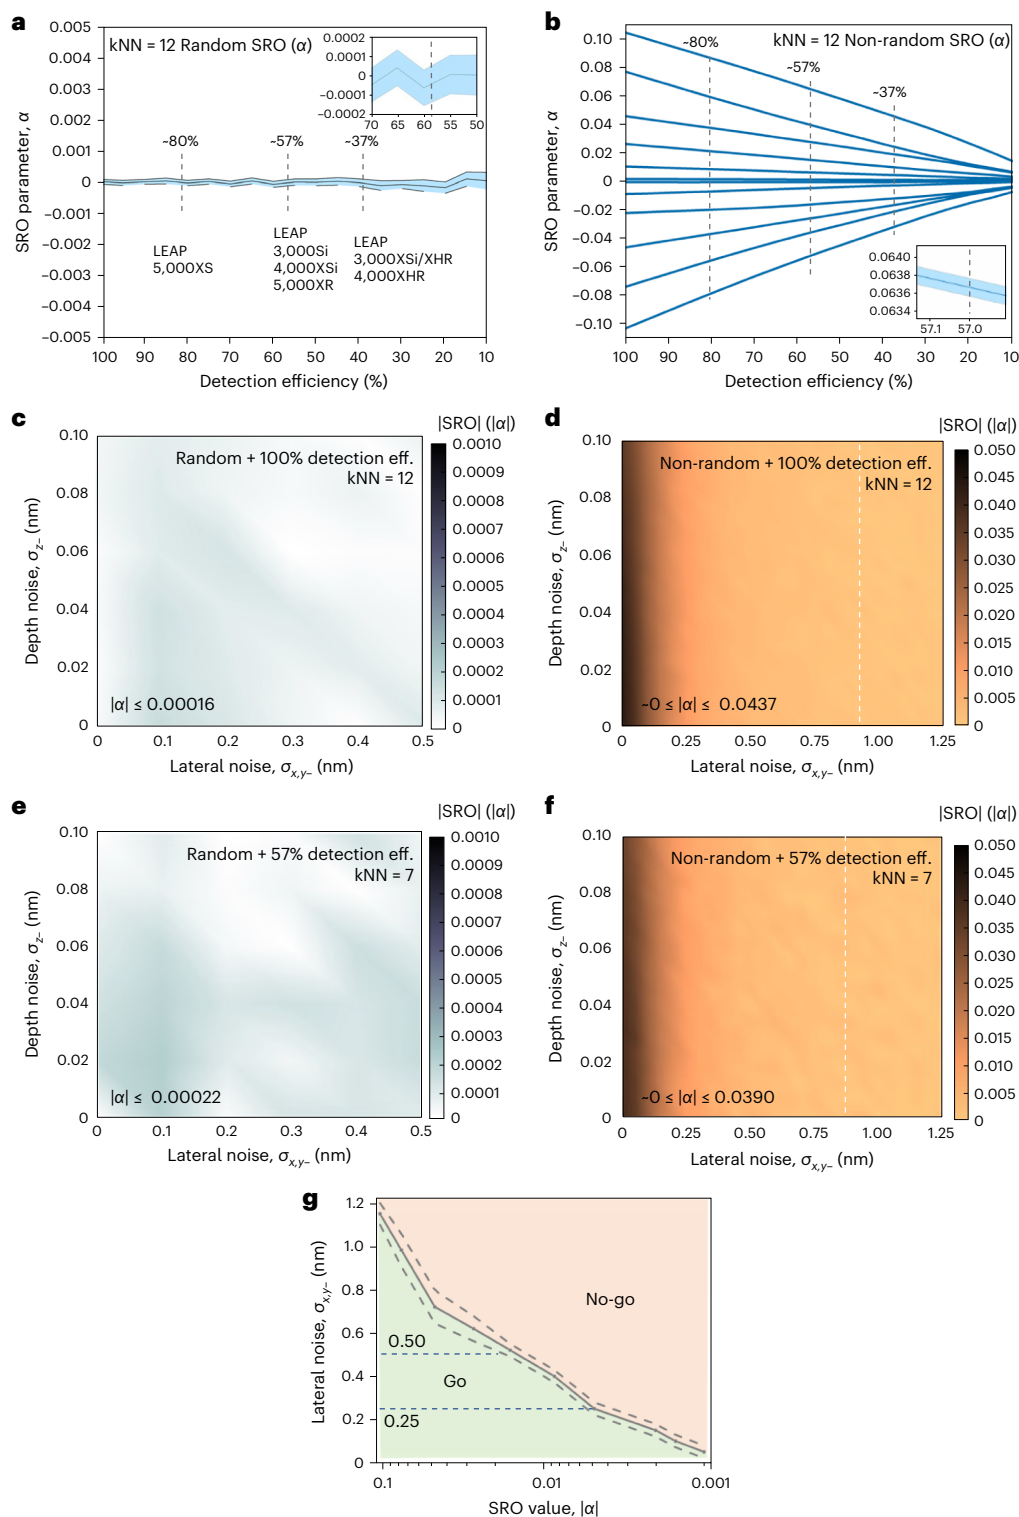 a
kNN = 12 Random SRO (α)
SRO parameter, α
0.005
0.004
0.003
0.002
0.001
0
−0.001
−0.002
−0.003
−0.004
−0.005
0.0002
0.0001
0
−0.0001
−0.0002
70 65 60 55 50
~80%
~57%
~37%
LEAP
5,000XS
LEAP
3,000Si
4,000XSi
5,000XR
LEAP
3,000XSi/XHR
4,000XHR
100 90 80 70 60 50 40 30 20 10
Detection efficiency (%)
b
kNN = 12 Non-random SRO (α)
SRO parameter, α
0.10
0.08
0.06
0.04
0.02
0
−0.02
−0.04
−0.06
−0.08
−0.10
~80%
~57%
~37%
0.0640
0.0638
0.0636
0.0634
57.1 57.0
100 90 80 70 60 50 40 30 20 10
Detection efficiency (%)
c
|SRO| (|α|)
Random + 100% detection eff.
kNN = 12
Depth noise, σz− (nm)
0.10
0.08
0.06
0.04
0.02
0
|α| ≤ 0.00016
0 0.1 0.2 0.3 0.4 0.5
Lateral noise, σx,y− (nm)
0.0010
0.0009
0.0008
0.0007
0.0006
0.0005
0.0004
0.0003
0.0002
0.0001
0
d
|SRO| (|α|)
Non-random + 100% detection eff.
kNN = 12
Depth noise, σz− (nm)
0.10
0.08
0.06
0.04
0.02
0
~0 ≤ |α| ≤ 0.0437
0 0.25 0.50 0.75 1.00 1.25
Lateral noise, σx,y− (nm)
0.050
0.045
0.040
0.035
0.030
0.025
0.020
0.015
0.010
0.005
0
e
|SRO| (|α|)
Random + 57% detection eff.
kNN = 7
Depth noise, σz− (nm)
0.10
0.08
0.06
0.04
0.02
0
|α| ≤ 0.00022
0 0.1 0.2 0.3 0.4 0.5
Lateral noise, σx,y− (nm)
0.0010
0.0009
0.0008
0.0007
0.0006
0.0005
0.0004
0.0003
0.0002
0.0001
0
f
|SRO| (|α|)
Non-random + 57% detection eff.
kNN = 7
Depth noise, σz− (nm)
0.10
0.08
0.06
0.04
0.02
0
~0 ≤ |α| ≤ 0.0390
0 0.25 0.50 0.75 1.00 1.25
Lateral noise, σx,y− (nm)
0.050
0.045
0.040
0.035
0.030
0.025
0.020
0.015
0.010
0.005
0
g
Lateral noise, σx,y− (nm)
1.2
1.0
0.8
0.6
0.4
0.2
0
No-go
0.50
Go
0.25
0.1 0.01 0.001
SRO value, |α|